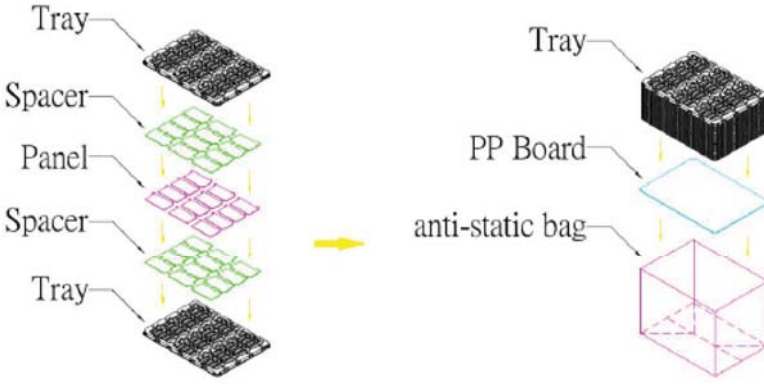 Tray
Spacer
Panel
Spacer
Tray
Tray
PP Board
anti-static bag